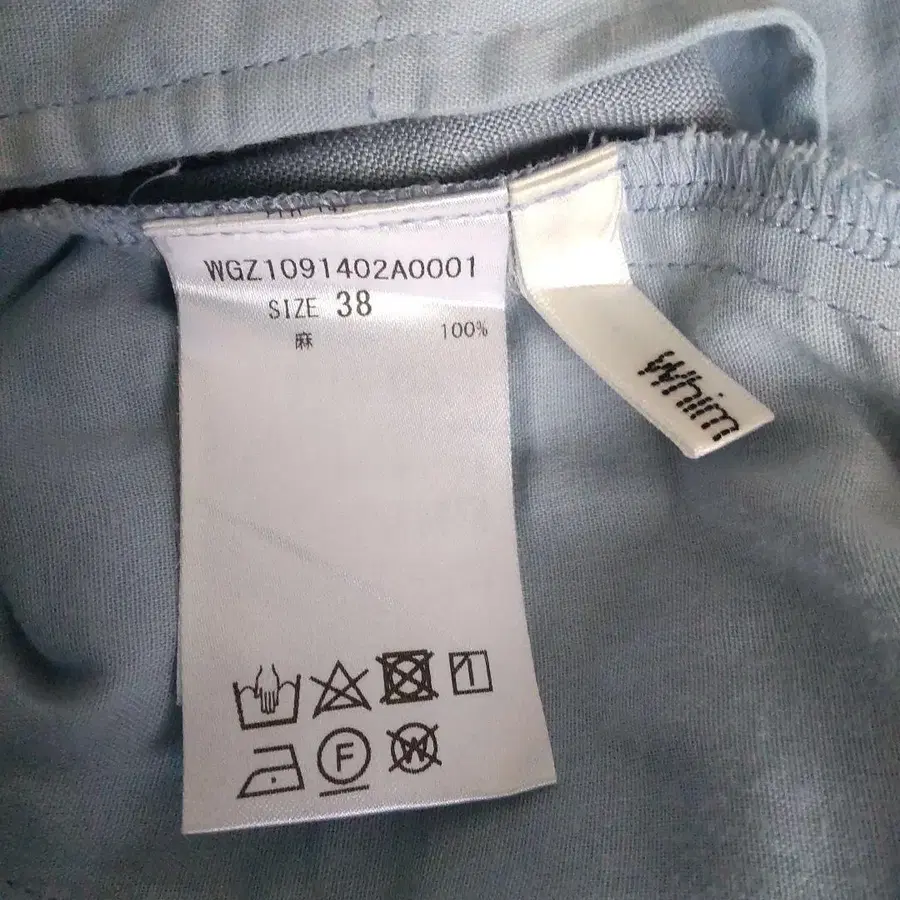 WGZ1091402A0001
SIZE 38
麻 100%
Whim
F
W